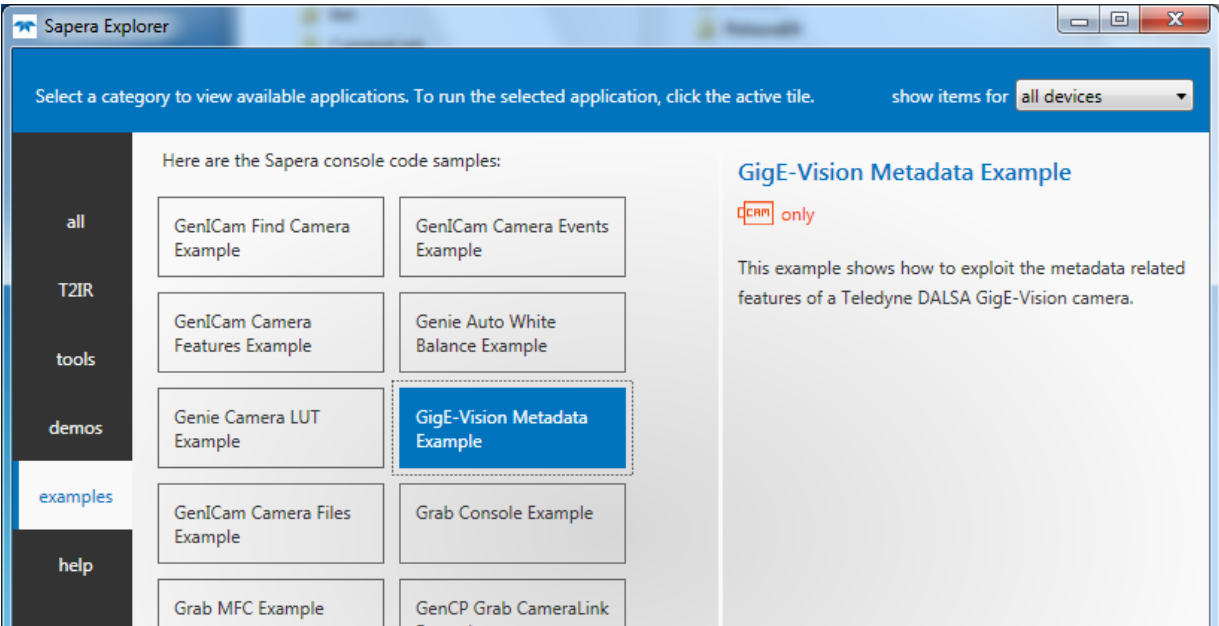 Sapera Explorer
Select a category to view available applications. To run the selected application, click the active tile.
show items for all devices
all
T2IR
tools
demos
examples
help
Here are the Sapera console code samples:
GenICam Find Camera
Example
GenICam Camera Events
Example
GenICam Camera
Features Example
Genie Auto White
Balance Example
Genie Camera LUT
Example
GigE-Vision Metadata
Example
GenICam Camera Files
Example
Grab Console Example
Grab MFC Example
GenCP Grab CameraLink
GigE-Vision Metadata Example
CAM only
This example shows how to exploit the metadata related
features of a Teledyne DALSA GigE-Vision camera.